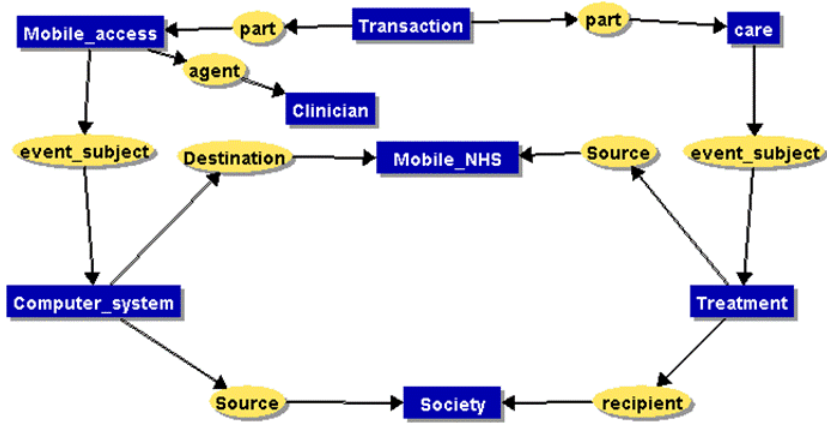 Mobile_access
part
Transaction
part
care
agent
Clinician
event_subject
Destination
Mobile_NHS
Source
event_subject
Computer_system
Treatment
Source
Society
recipient